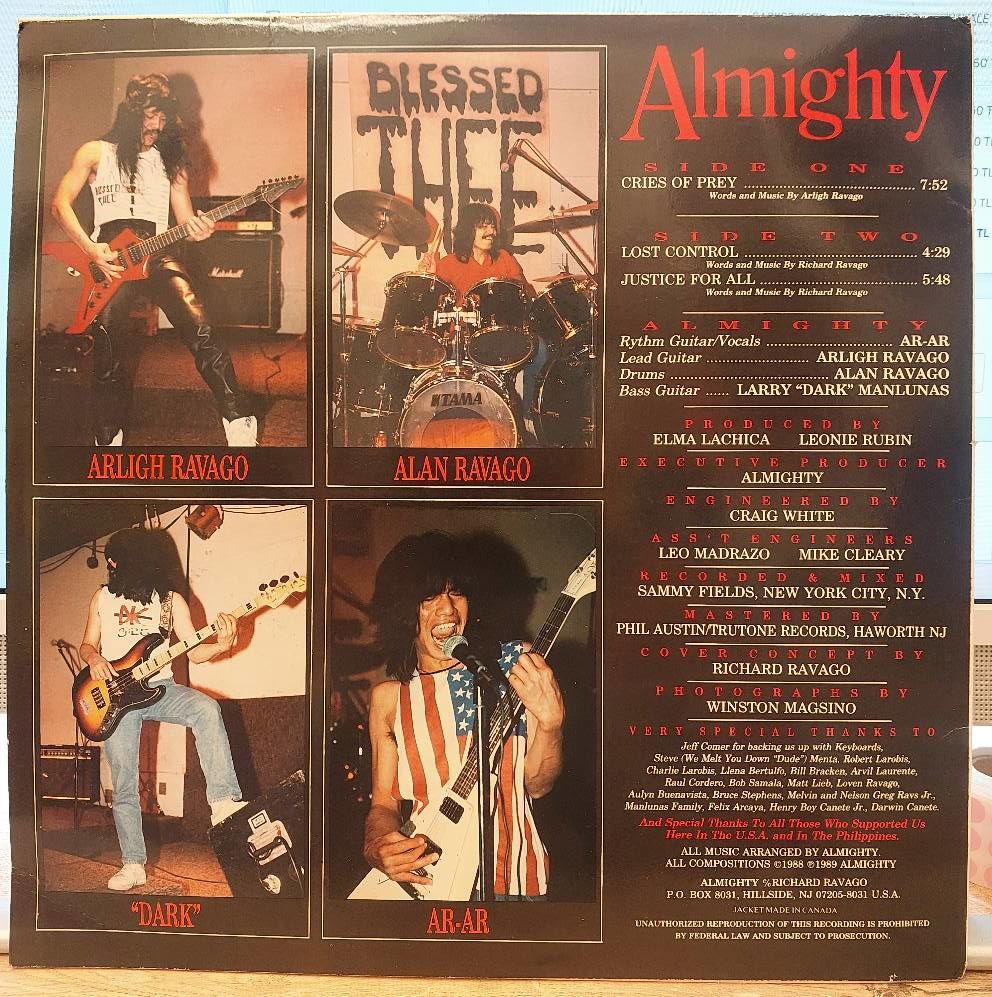 BLESSED
THEE
BLESSED
THEE
Marshall
TAMA
ARLIGH RAVAGO
ALAN RAVAGO
"DARK"
AR-AR
Almighty
SIDE ONE
CRIES OF PREY ........................................ 7:52
Words and Music By Arligh Ravago
SIDE TWO
LOST CONTROL ........................................ 4:29
Words and Music By Richard Ravago
JUSTICE FOR ALL .................................... 5:48
Words and Music By Richard Ravago
ALMIGHTY
Rythm Guitar/Vocals ............................ AR-AR
Lead Guitar ....................... ARLIGH RAVAGO
Drums .................................... ALAN RAVAGO
Bass Guitar ...... LARRY "DARK" MANLUNAS
PRODUCED BY
ELMA LACHICA LEONIE RUBIN
EXECUTIVE PRODUCER
ALMIGHTY
ENGINEERED BY
CRAIG WHITE
ASS'T ENGINEERS
LEO MADRAZO MIKE CLEARY
RECORDED & MIXED
SAMMY FIELDS, NEW YORK CITY, N.Y.
MASTERED BY
PHIL AUSTIN/TRUTONE RECORDS, HAWORTH NJ
COVER CONCEPT BY
RICHARD RAVAGO
PHOTOGRAPHS BY
WINSTON MAGSINO
VERY SPECIAL THANKS TO
Jeff Comer for backing us up with Keyboards,
Steve (We Melt You Down "Dude") Menta, Robert Larobis,
Charlie Larobis, Llena Bertulfo, Bill Bracken, Arvil Laurente,
Raul Cordero, Bob Samala, Matt Lieb, Loven Ravago,
Aulyn Buenavista, Bruce Stephens, Melvin and Nelson Greg Ravs Jr.,
Manlunas Family, Felix Arcaya, Henry Boy Canete Jr., Darwin Canete.
And Special Thanks To All Those Who Supported Us
Here In The U.S.A. and In The Philippines.
ALL MUSIC ARRANGED BY ALMIGHTY.
ALL COMPOSITIONS ©1988 ℗1989 ALMIGHTY
ALMIGHTY %RICHARD RAVAGO
P.O. BOX 8031, HILLSIDE, NJ 07205-8031 U.S.A.
JACKET MADE IN CANADA
UNAUTHORIZED REPRODUCTION OF THIS RECORDING IS PROHIBITED
BY FEDERAL LAW AND SUBJECT TO PROSECUTION.